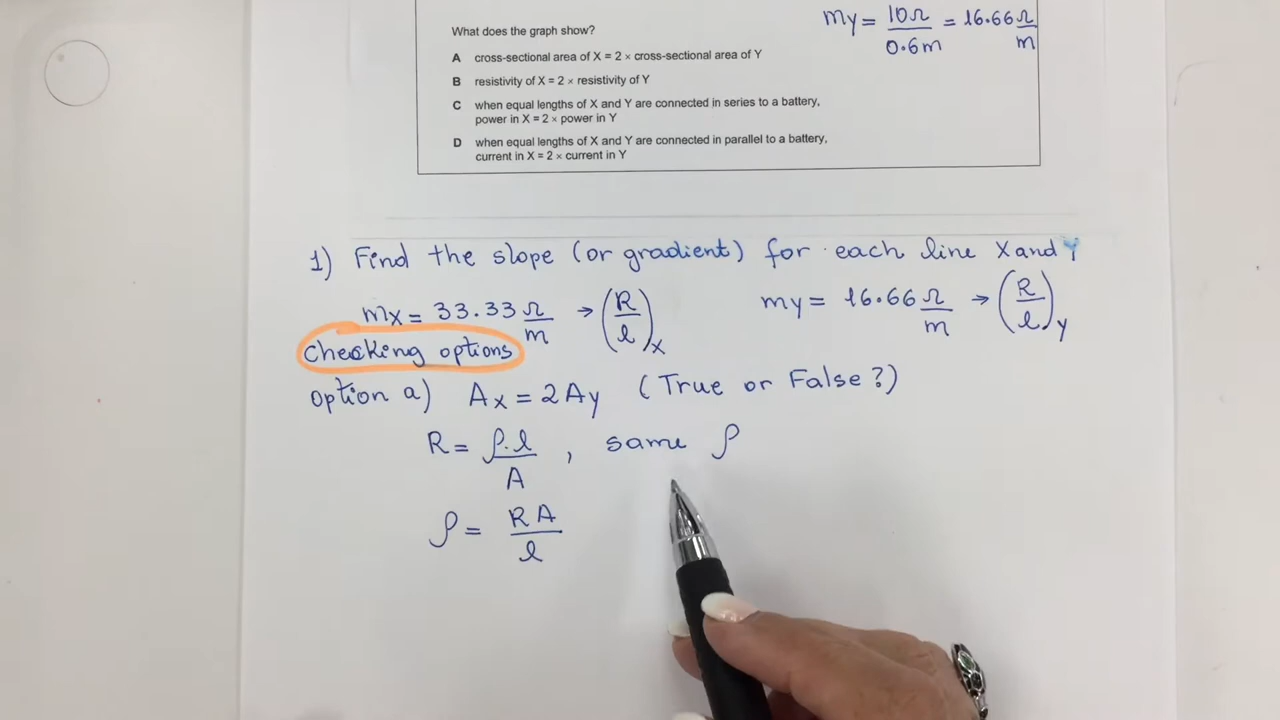 What does the graph show?
my = 10Ω / 0.6m = 16.66 Ω/m
A cross-sectional area of X = 2 × cross-sectional area of Y
B resistivity of X = 2 × resistivity of Y
C when equal lengths of X and Y are connected in series to a battery,
power in X = 2 × power in Y
D when equal lengths of X and Y are connected in parallel to a battery,
current in X = 2 × current in Y
1) Find the slope (or gradient) for each line X and Y
mx = 33.33 Ω/m → (R/l)x my = 16.66 Ω/m → (R/l)y
Checking options
option a) Ax = 2Ay (True or False?)
R = ρ.l/A , same ρ
ρ = RA/l